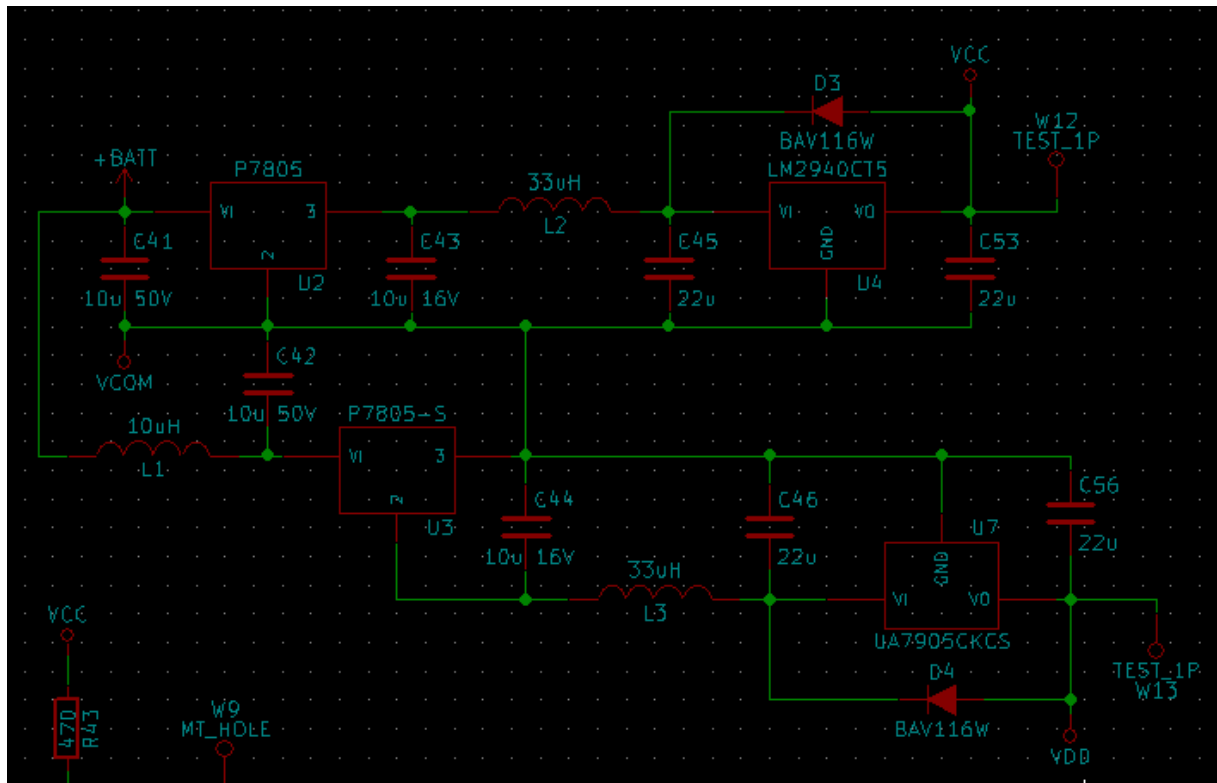 VCC
D3
W12
TEST_1P
BAV116W
+BATT
P7805
33uH
LM2940CT5
VI
3
L2
VI
VO
C41
C43
C45
GND
C53
2
10u 50V
U2
10u 16V
22u
U4
22u
VCOM
C42
10u 50V
P7805-S
10uH
VI
3
L1
2
C44
C46
C56
U3
U7
10u 16V
22u
GND
22u
33uH
L3
VI
VO
VCC
UA7905CKCS
D4
TEST_1P
W13
470
R43
W9
MT_HOLE
BAV116W
VDD